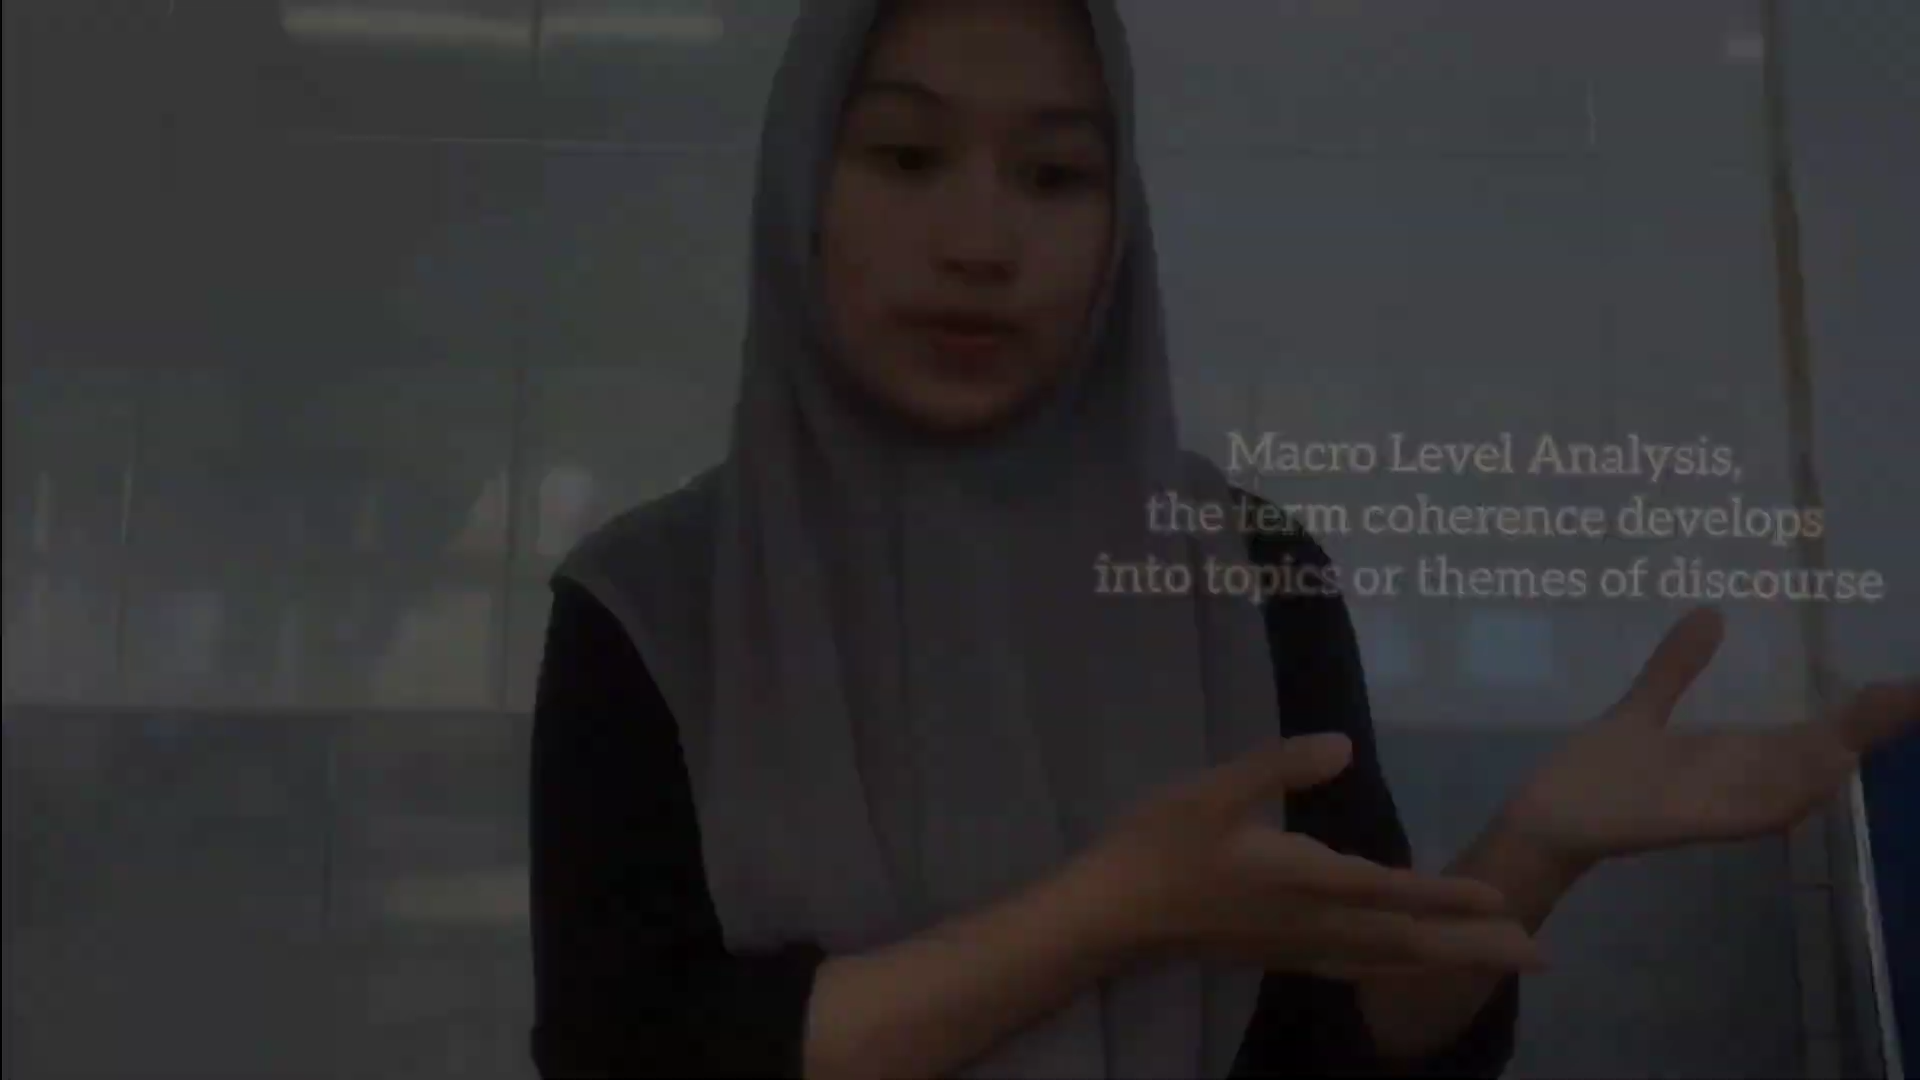 Macro Level Analysis,
the term coherence develops
into topics or themes of discourse